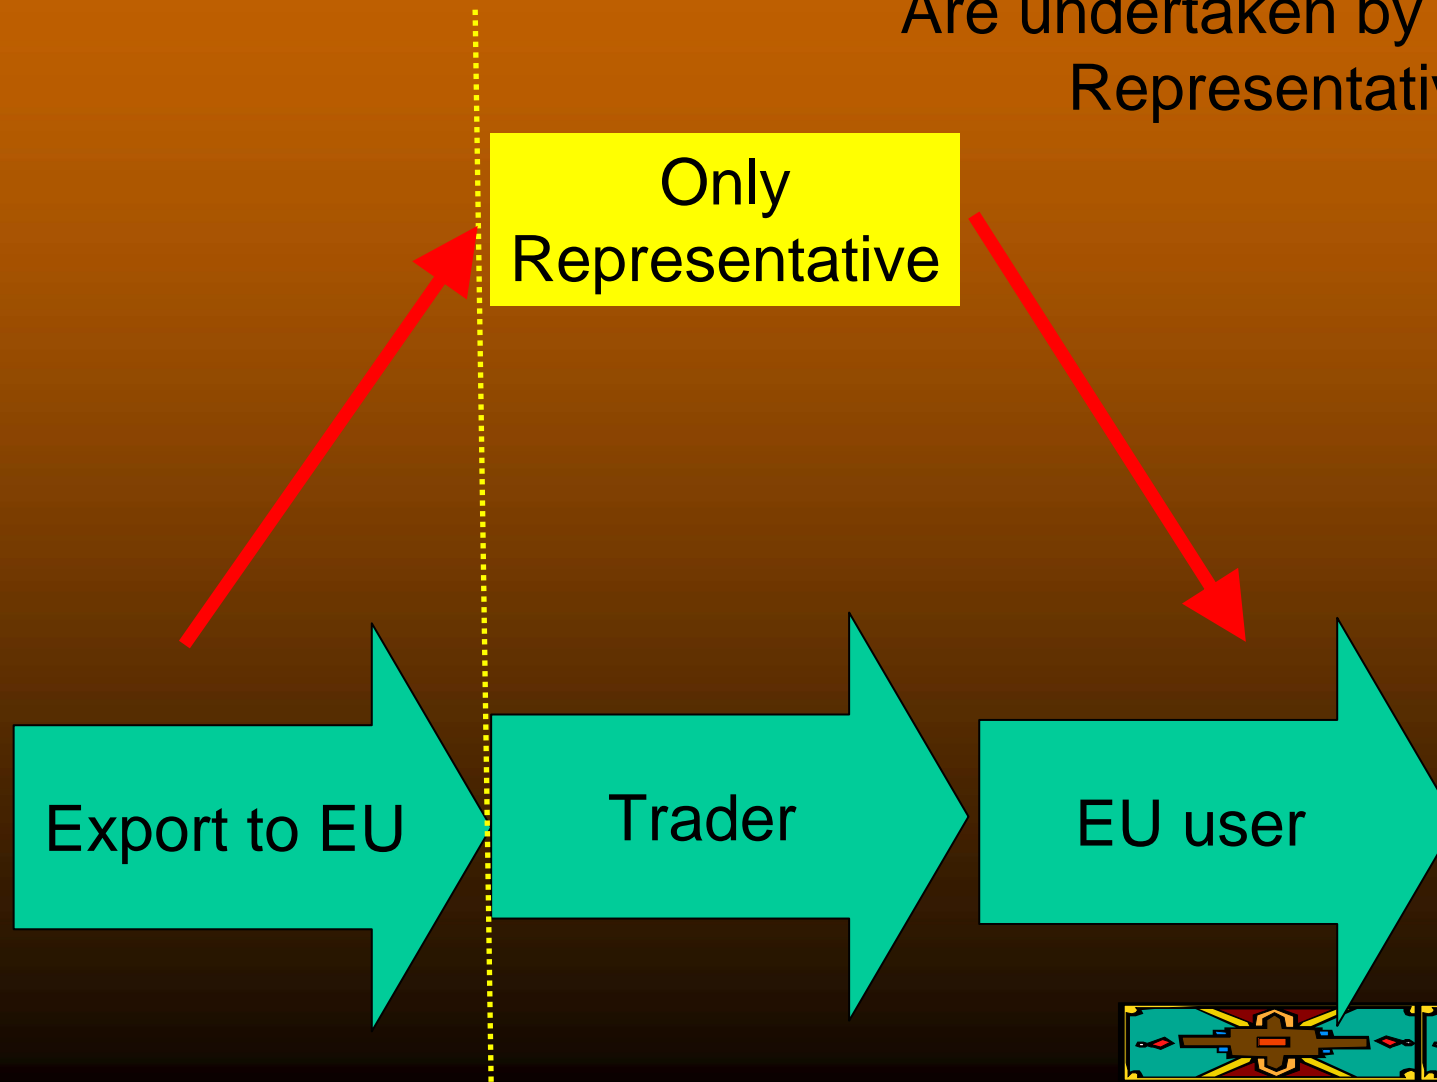 Are undertaken by
Only
Representative
Export to EU
Trader
EU user